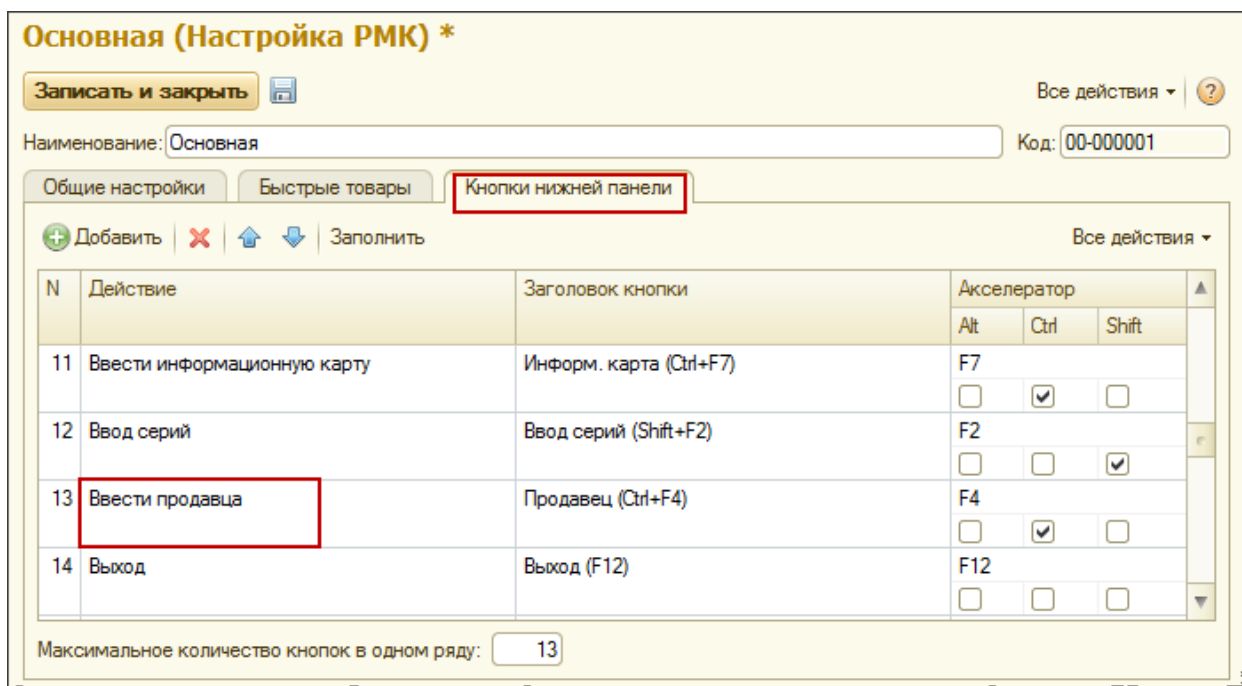 Основная (Настройка РМК) *
Записать и закрыть Все действия
Наименование: Основная Код: 00-000001
Общие настройки Быстрые товары Кнопки нижней панели
Добавить Заполнить Все действия
N Действие Заголовок кнопки Акселератор
Alt Ctrl Shift
11 Ввести информационную карту Информ. карта (Ctrl+F7) F7
12 Ввод серий Ввод серий (Shift+F2) F2
13 Ввести продавца Продавец (Ctrl+F4) F4
14 Выход Выход (F12) F12
Максимальное количество кнопок в одном ряду: 13